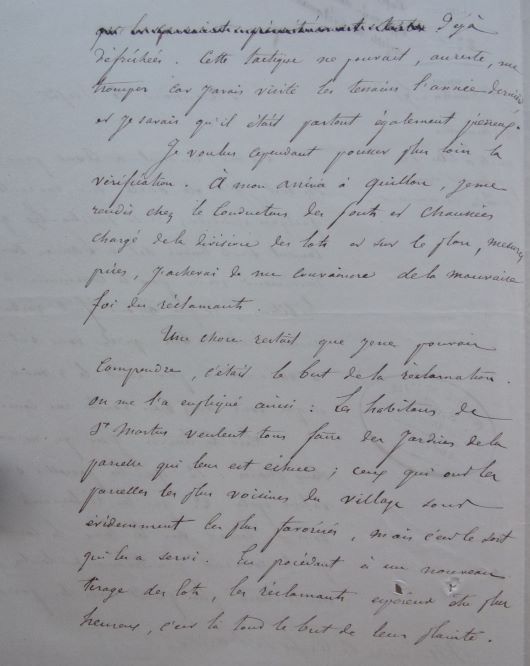 déjà
défrichées. Cette tactique ne pouvait, au reste, me
tromper car j'avais visité les terrains l'année dernière
et je savais qu'il était partout également pierreux.
Je voulus cependant pousser plus loin la
vérification. À mon arrivée à Guillon, je me
rendis chez le Conducteur des ponts et chaussées
chargé de la division des lots et sur le plan, mesures
prises, j'achevai de me convaincre de la mauvaise
foi des réclamants.
Une chose restait que je ne pouvais
comprendre, c'était le but de la réclamation.
on me l'a expliqué ainsi : Les habitans de
St Martin veulent tous faire des jardins de la
parcelle qui leur est échue ; ceux qui ont les
parcelles les plus voisines du village sont
évidemment les plus favorisés, mais c'est le sort
qui les a servi. En procédant à un nouveau
tirage des lots, les réclamants espèrent être plus
heureux, c'est là tout le but de leur plainte.